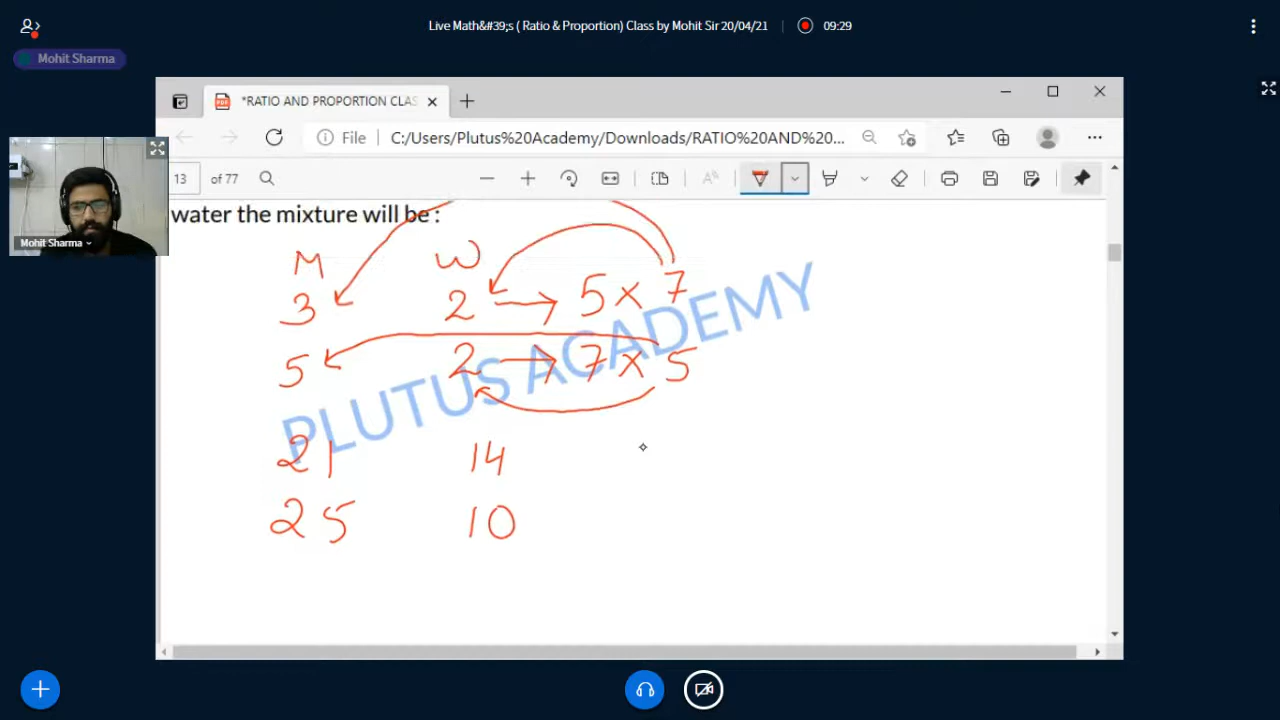 Live Math&#39;s ( Ratio & Proportion) Class by Mohit Sir 20/04/21 | 09:29
Mohit Sharma
*RATIO AND PROPORTION CLAS
File | C:/Users/Plutus%20Academy/Downloads/RATIO%20AND%20...
13 of 77
water the mixture will be :
M W
3 2 → 5 × 7
5 2 → 7 × 5
21 14
25 10
PLUTUS ACADEMY
Mohit Sharma